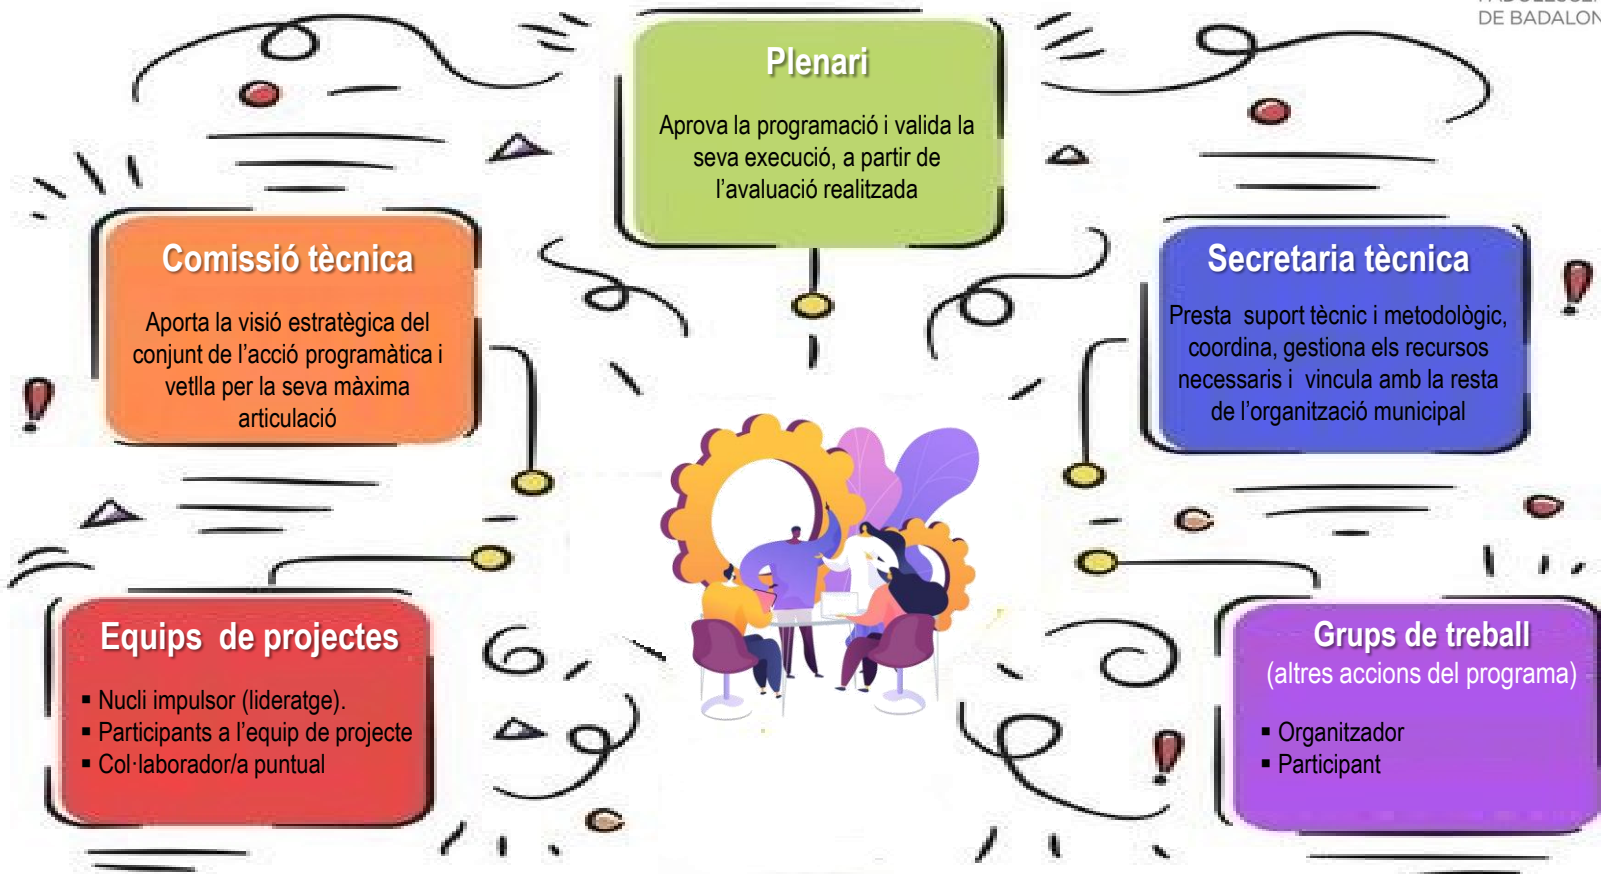 DE BADALON
Plenari
Aprova la programació i valida la
seva execució, a partir de
l’avaluació realitzada
Comissió tècnica
Aporta la visió estratègica del
conjunt de l’acció programàtica i
vetlla per la seva màxima
articulació
Secretaria tècnica
Presta suport tècnic i metodològic,
coordina, gestiona els recursos
necessaris i vincula amb la resta
de l’organització municipal
Equips de projectes
▪ Nucli impulsor (lideratge).
▪ Participants a l’equip de projecte
▪ Col·laborador/a puntual
Grups de treball
(altres accions del programa)
▪ Organitzador
▪ Participant